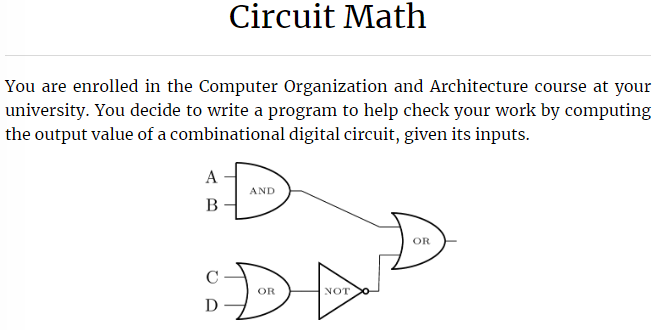 Circuit Math
You are enrolled in the Computer Organization and Architecture course at your
university. You decide to write a program to help check your work by computing
the output value of a combinational digital circuit, given its inputs.
A
AND
B
OR
C
OR
NOT
D